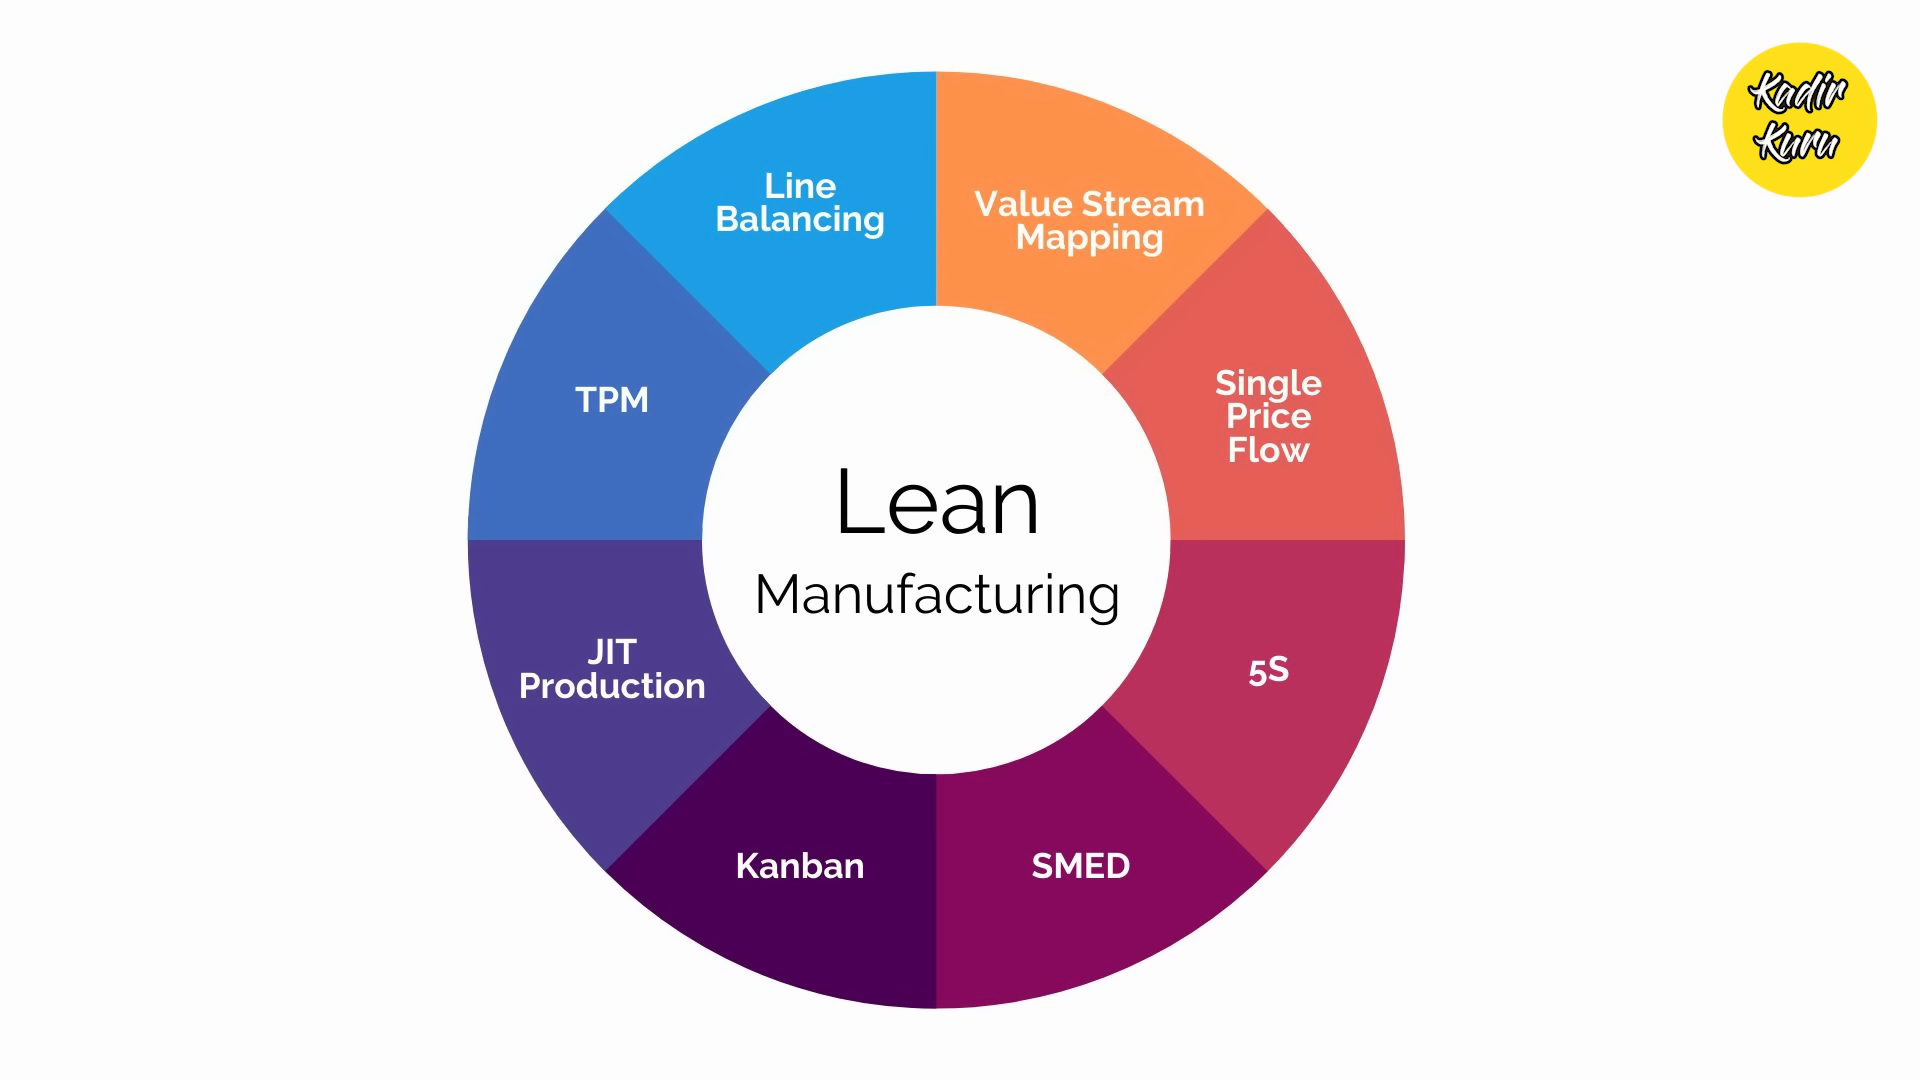 Kadir
Kuru
Line
Balancing
Value Stream
Mapping
Single
Price
Flow
TPM
Lean
Manufacturing
JIT
Production
5S
Kanban
SMED